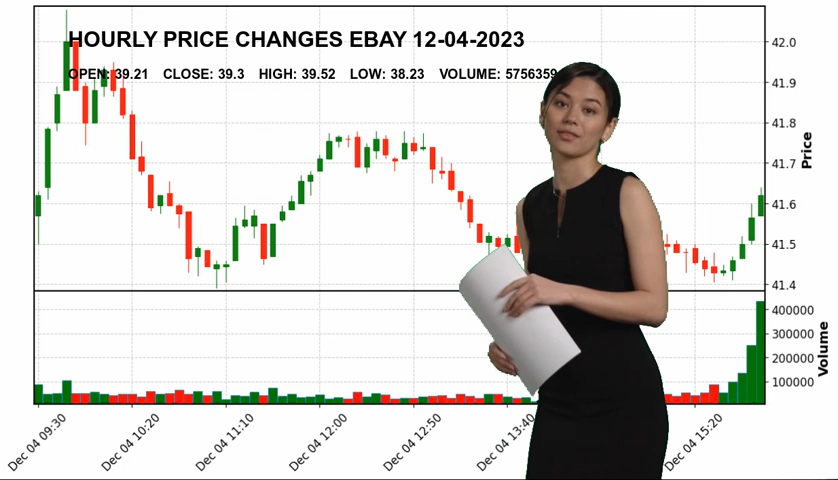 HOURLY PRICE CHANGES EBAY 12-04-2023
OPEN: 39.21 CLOSE: 39.3 HIGH: 39.52 LOW: 38.23 VOLUME: 5756359
42.0
41.9
41.8
41.7
41.6
41.5
41.4
Price
400000
300000
200000
100000
Volume
Dec 04 09:30
Dec 04 10:20
Dec 04 11:10
Dec 04 12:00
Dec 04 12:50
Dec 04 13:40
Dec 04 15:20